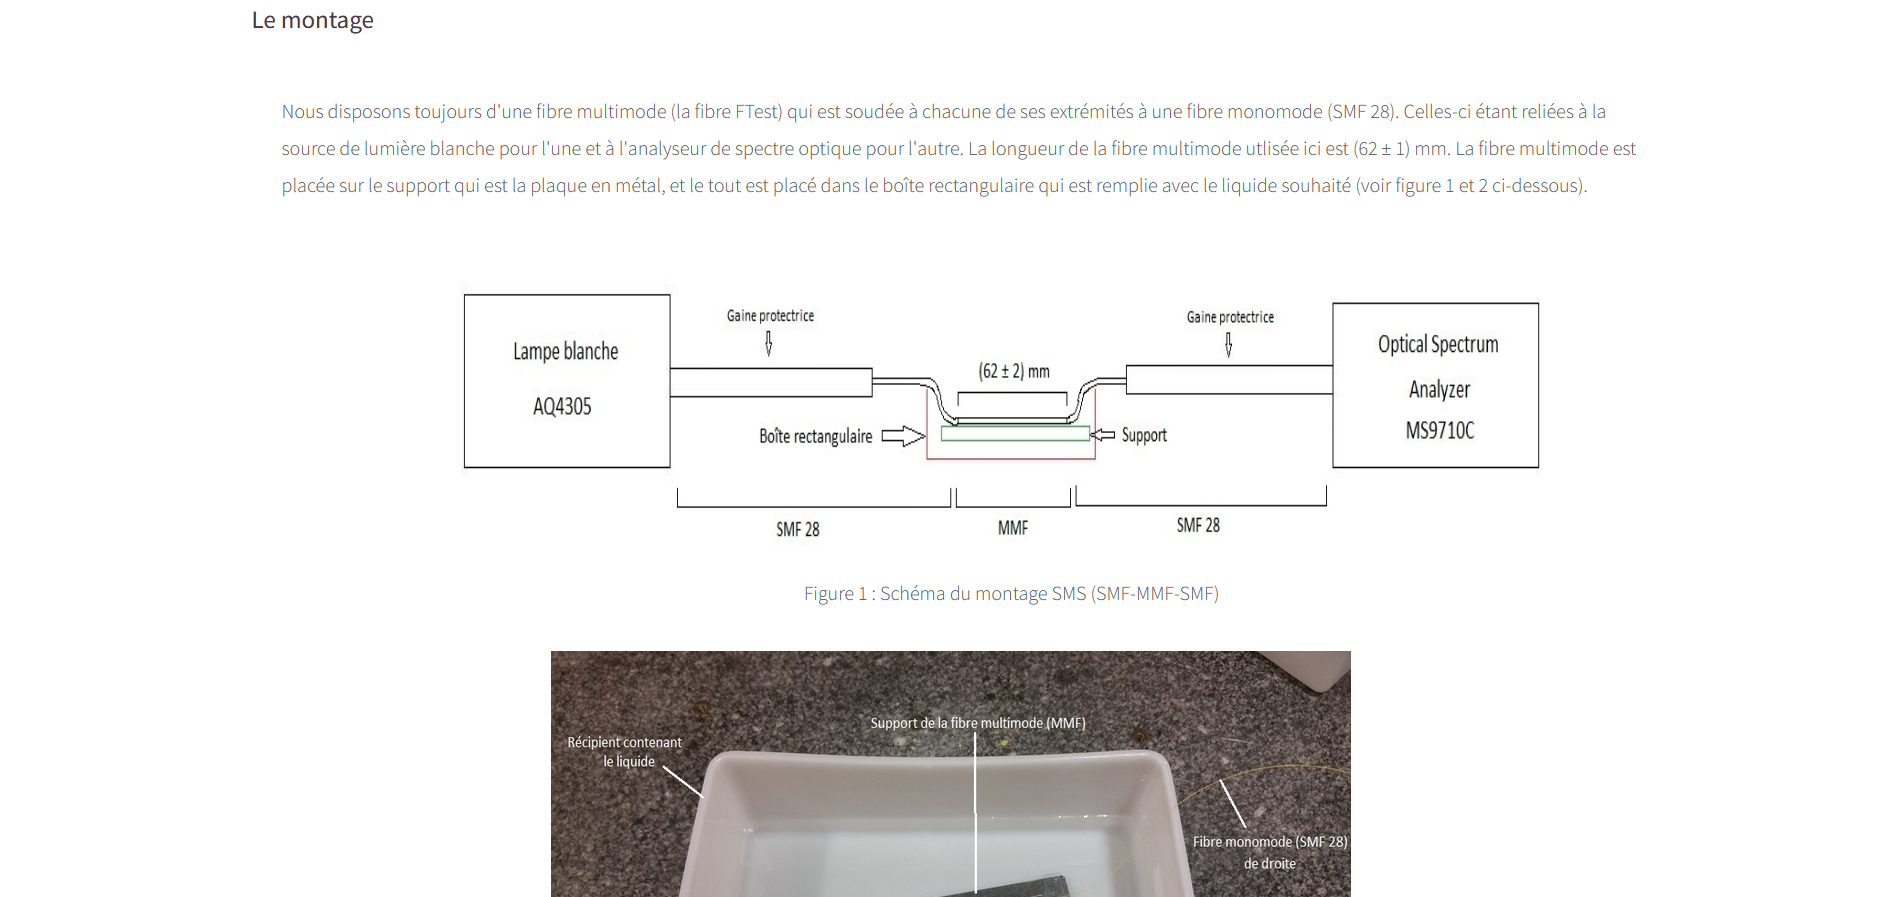 Le montage
Nous disposons toujours d'une fibre multimode (la fibre FTest) qui est soudée à chacune de ses extrémités à une fibre monomode (SMF 28). Celles-ci étant reliées à la
source de lumière blanche pour l'une et à l'analyseur de spectre optique pour l'autre. La longueur de la fibre multimode utlisée ici est (62 ± 1) mm. La fibre multimode est
placée sur le support qui est la plaque en métal, et le tout est placé dans le boîte rectangulaire qui est remplie avec le liquide souhaité (voir figure 1 et 2 ci-dessous).
Lampe blanche
AQ4305
Gaine protectrice
(62 ± 2) mm
Boîte rectangulaire
Support
Gaine protectrice
Optical Spectrum
Analyzer
MS9710C
SMF 28
MMF
SMF 28
Figure 1 : Schéma du montage SMS (SMF-MMF-SMF)
Support de la fibre multimode (MMF)
Récipient contenant
le liquide
Fibre monomode (SMF 28)
de droite